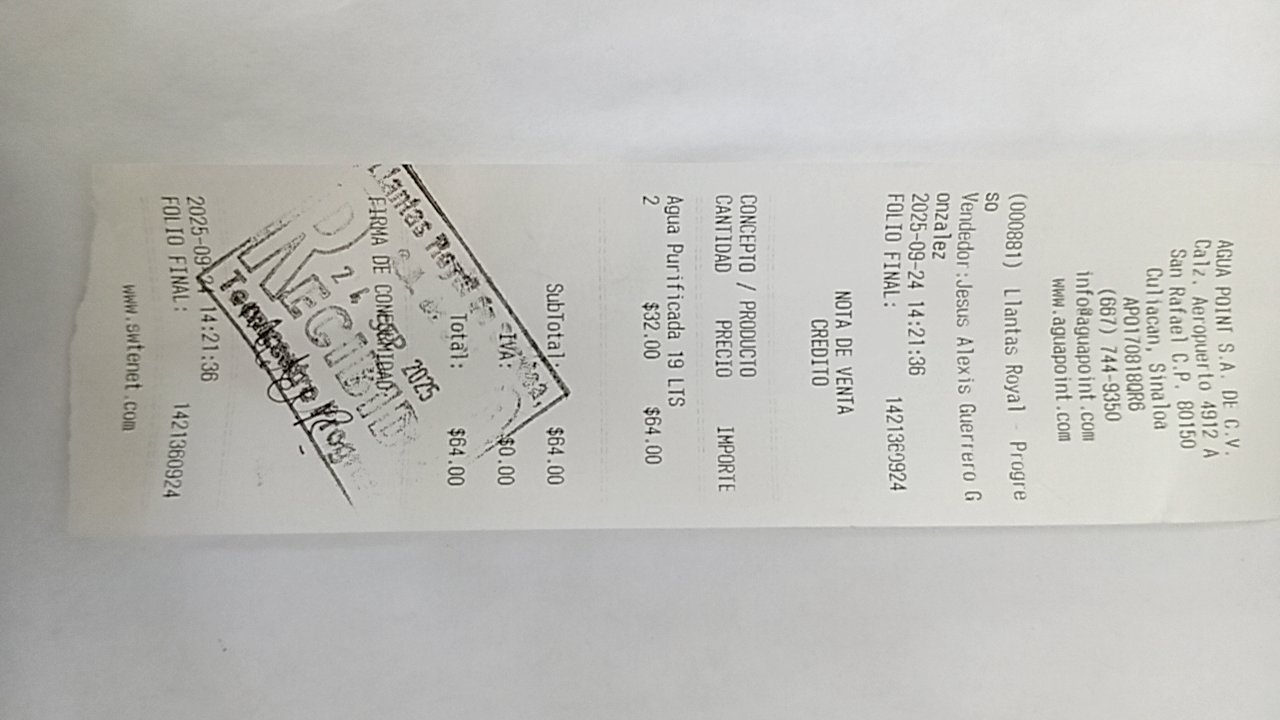 AGUA POINT S.A. DE C.V.
Calz. Aeropuerto 4912 A
San Rafael C.P. 80150
Culiacan, Sinaloa
APO170818QR6
(667) 744-9350
info@aguapoint.com
www.aguapoint.com
(000881) Llantas Royal - Progre
so
Vendedor:Jesus Alexis Guerrero G
onzalez
2025-09-24 14:21:36
FOLIO FINAL: 1421360924
NOTA DE VENTA
CREDITO
CONCEPTO / PRODUCTO
CANTIDAD PRECIO IMPORTE
Agua Purificada 19 LTS
2 $32.00 $64.00
SubTotal: $64.00
IVA: $0.00
Total: $64.00
Llantas Royal
2025
RECIBIDO
FIRMA DE CONFORMIDAD
2025-09-24 14:21:36
FOLIO FINAL: 1421360924
www.swtenet.com